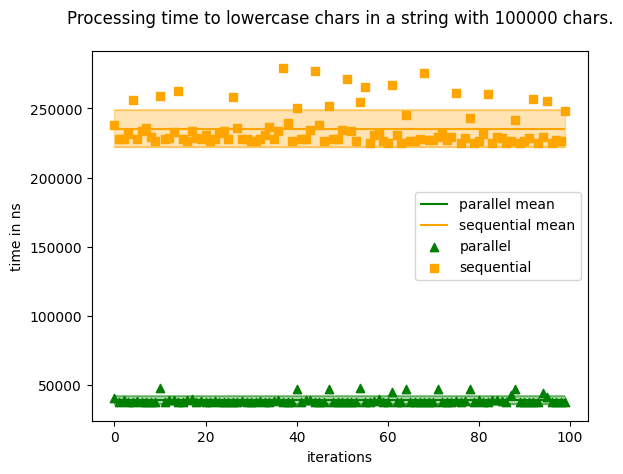 Processing time to lowercase chars in a string with 100000 chars.
250000
200000
150000
100000
50000
time in ns
parallel mean
sequential mean
parallel
sequential
0 20 40 60 80 100
iterations